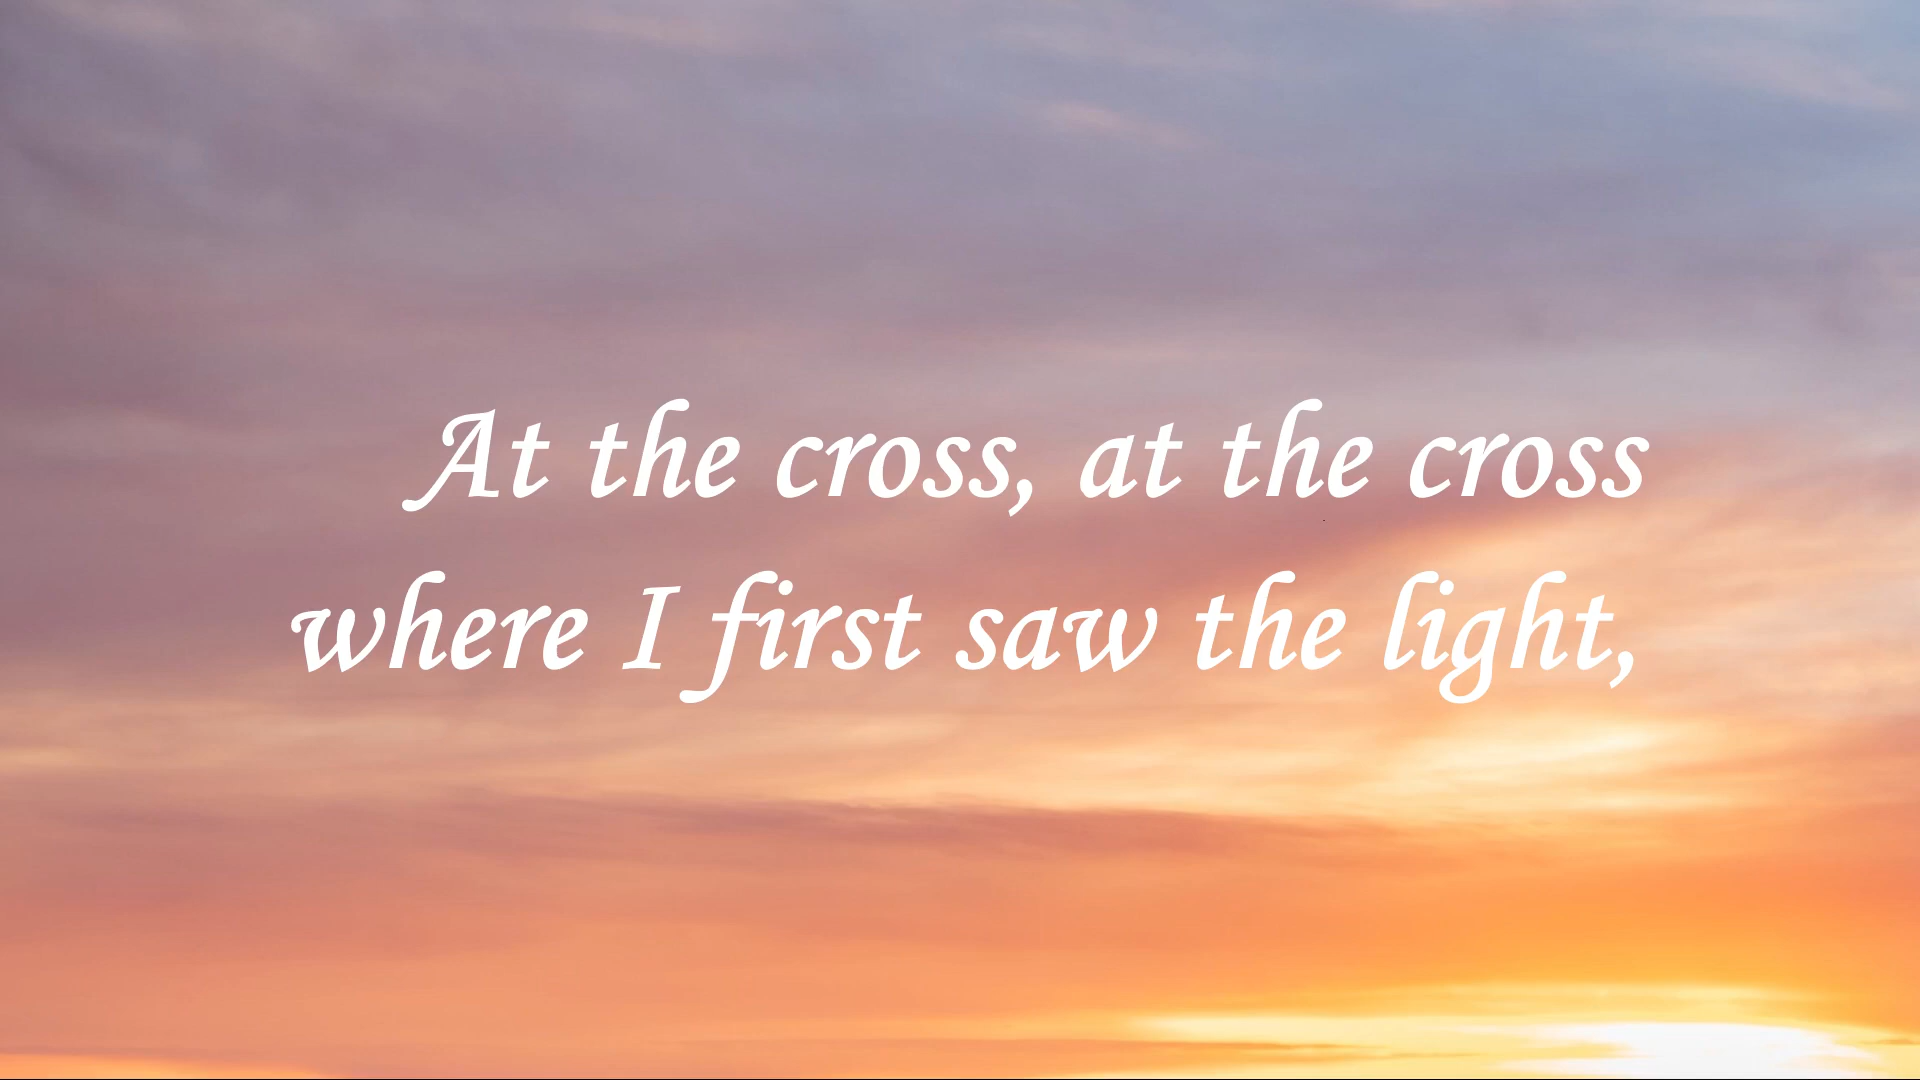 At the cross, at the cross
where I first saw the light,